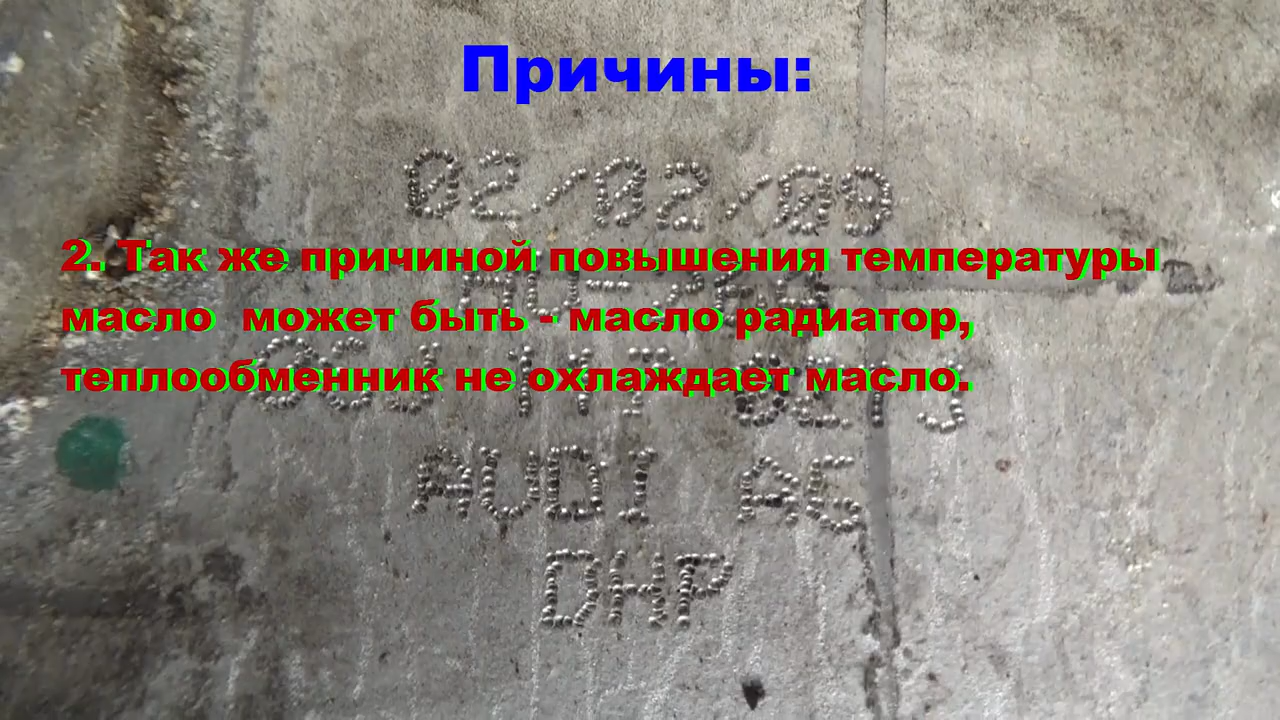 Причины:
02/02/09
2. Так же причиной повышения температуры
масло может быть - масло радиатор,
теплообменник не охлаждает масло.
AUDI AG
DHP